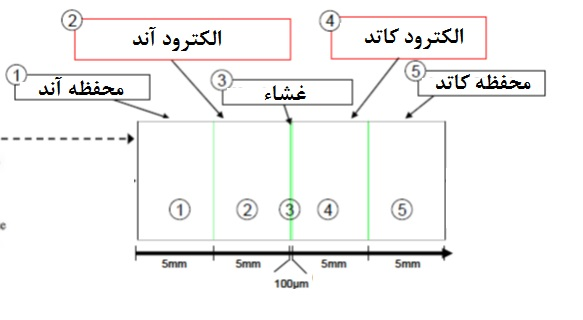 ② الکترود آند
④ الکترود کاتد
① محفظه آند
③ غشاء
⑤ محفظه کاتد
① ② ③ ④ ⑤
5mm 5mm 5mm 5mm
100µm